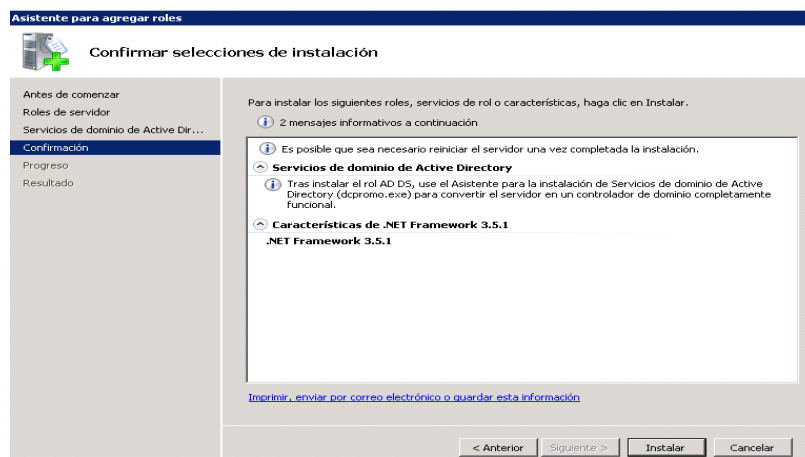 Asistente para agregar roles
Confirmar selecciones de instalación
Antes de comenzar
Roles de servidor
Servicios de dominio de Active Dir...
Confirmación
Progreso
Resultado
Para instalar los siguientes roles, servicios de rol o características, haga clic en Instalar.
2 mensajes informativos a continuación
Es posible que sea necesario reiniciar el servidor una vez completada la instalación.
Servicios de dominio de Active Directory
Tras instalar el rol AD DS, use el Asistente para la instalación de Servicios de dominio de Active
Directory (dcpromo.exe) para convertir el servidor en un controlador de dominio completamente
funcional.
Características de .NET Framework 3.5.1
.NET Framework 3.5.1
Imprimir, enviar por correo electrónico o guardar esta información
< Anterior
Siguiente >
Instalar
Cancelar